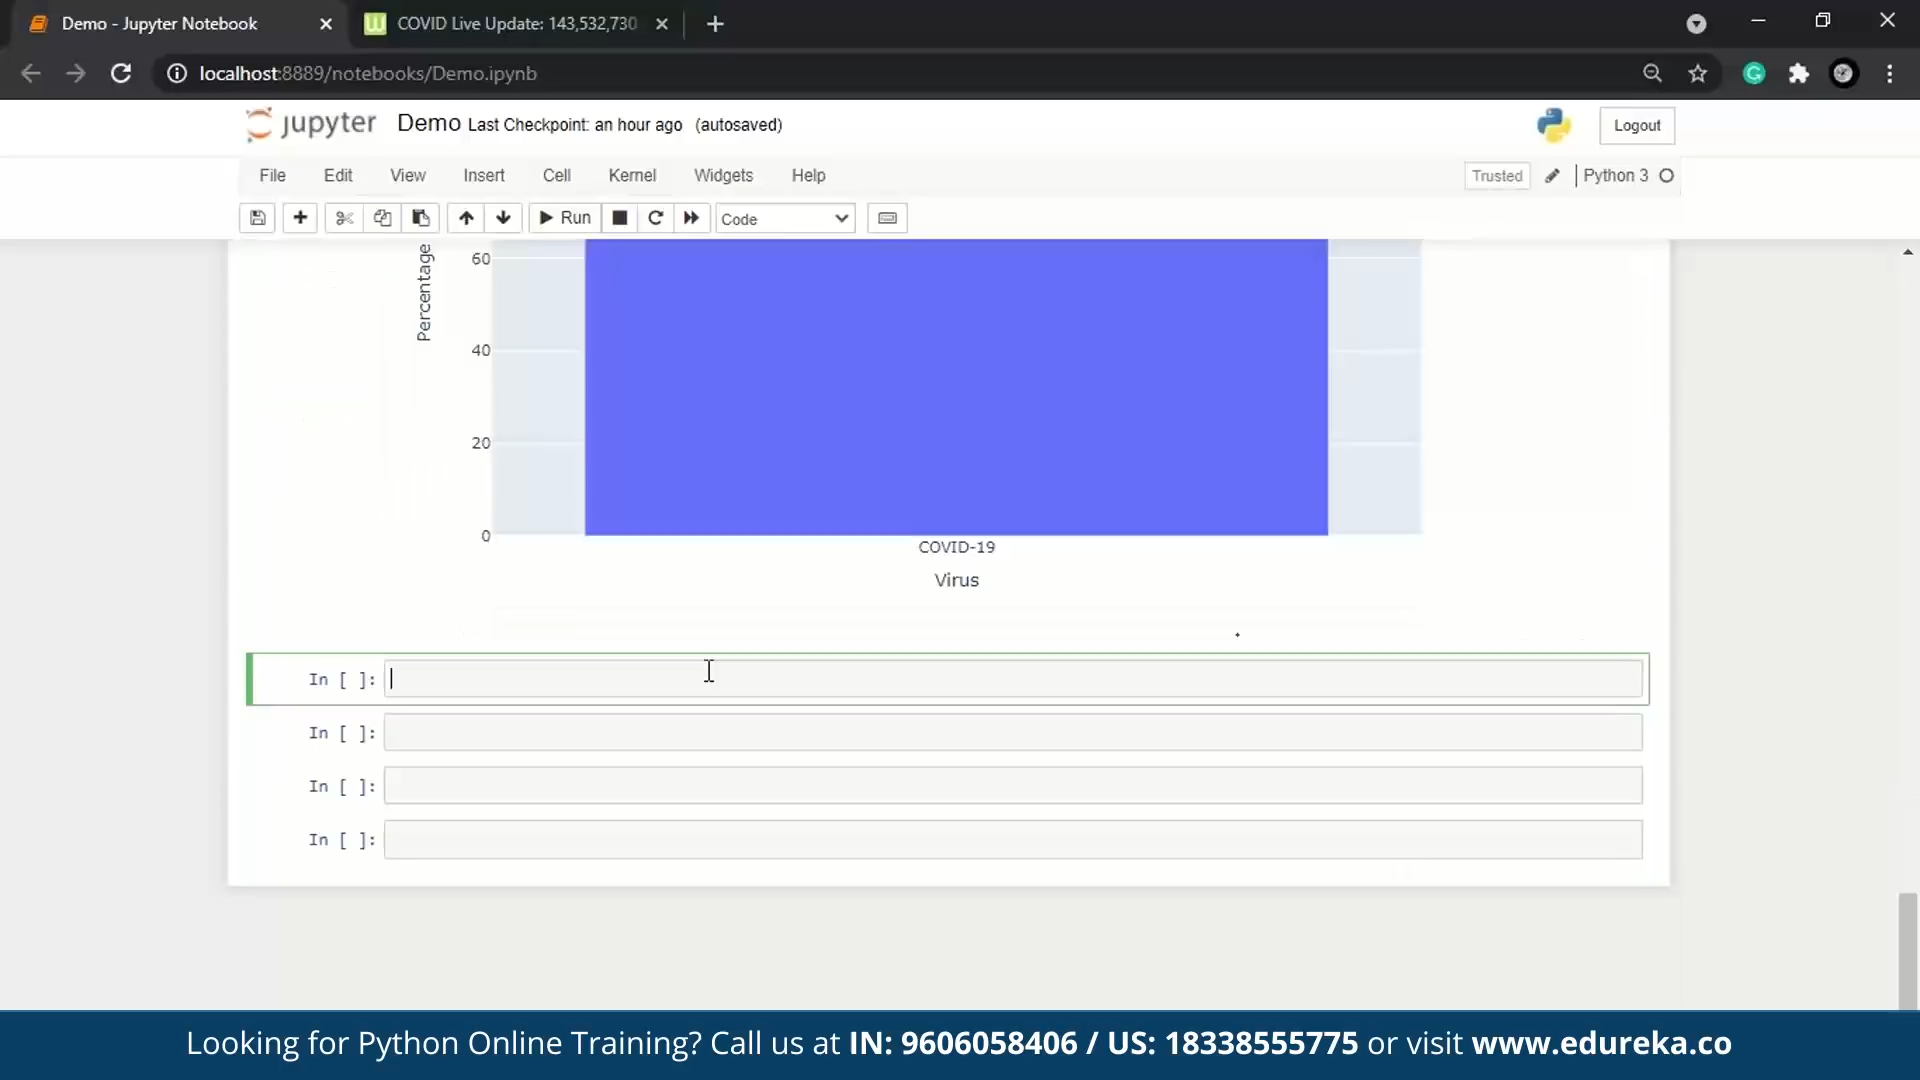 Demo - Jupyter Notebook
COVID Live Update: 143,532,730
localhost:8889/notebooks/Demo.ipynb
jupyter Demo Last Checkpoint: an hour ago (autosaved)
Logout
File Edit View Insert Cell Kernel Widgets Help
Trusted
Python 3
Run
Code
Percentage
60
40
20
0
COVID-19
Virus
In [ ]:
In [ ]:
In [ ]:
In [ ]:
Looking for Python Online Training? Call us at IN: 9606058406 / US: 18338555775 or visit www.edureka.co